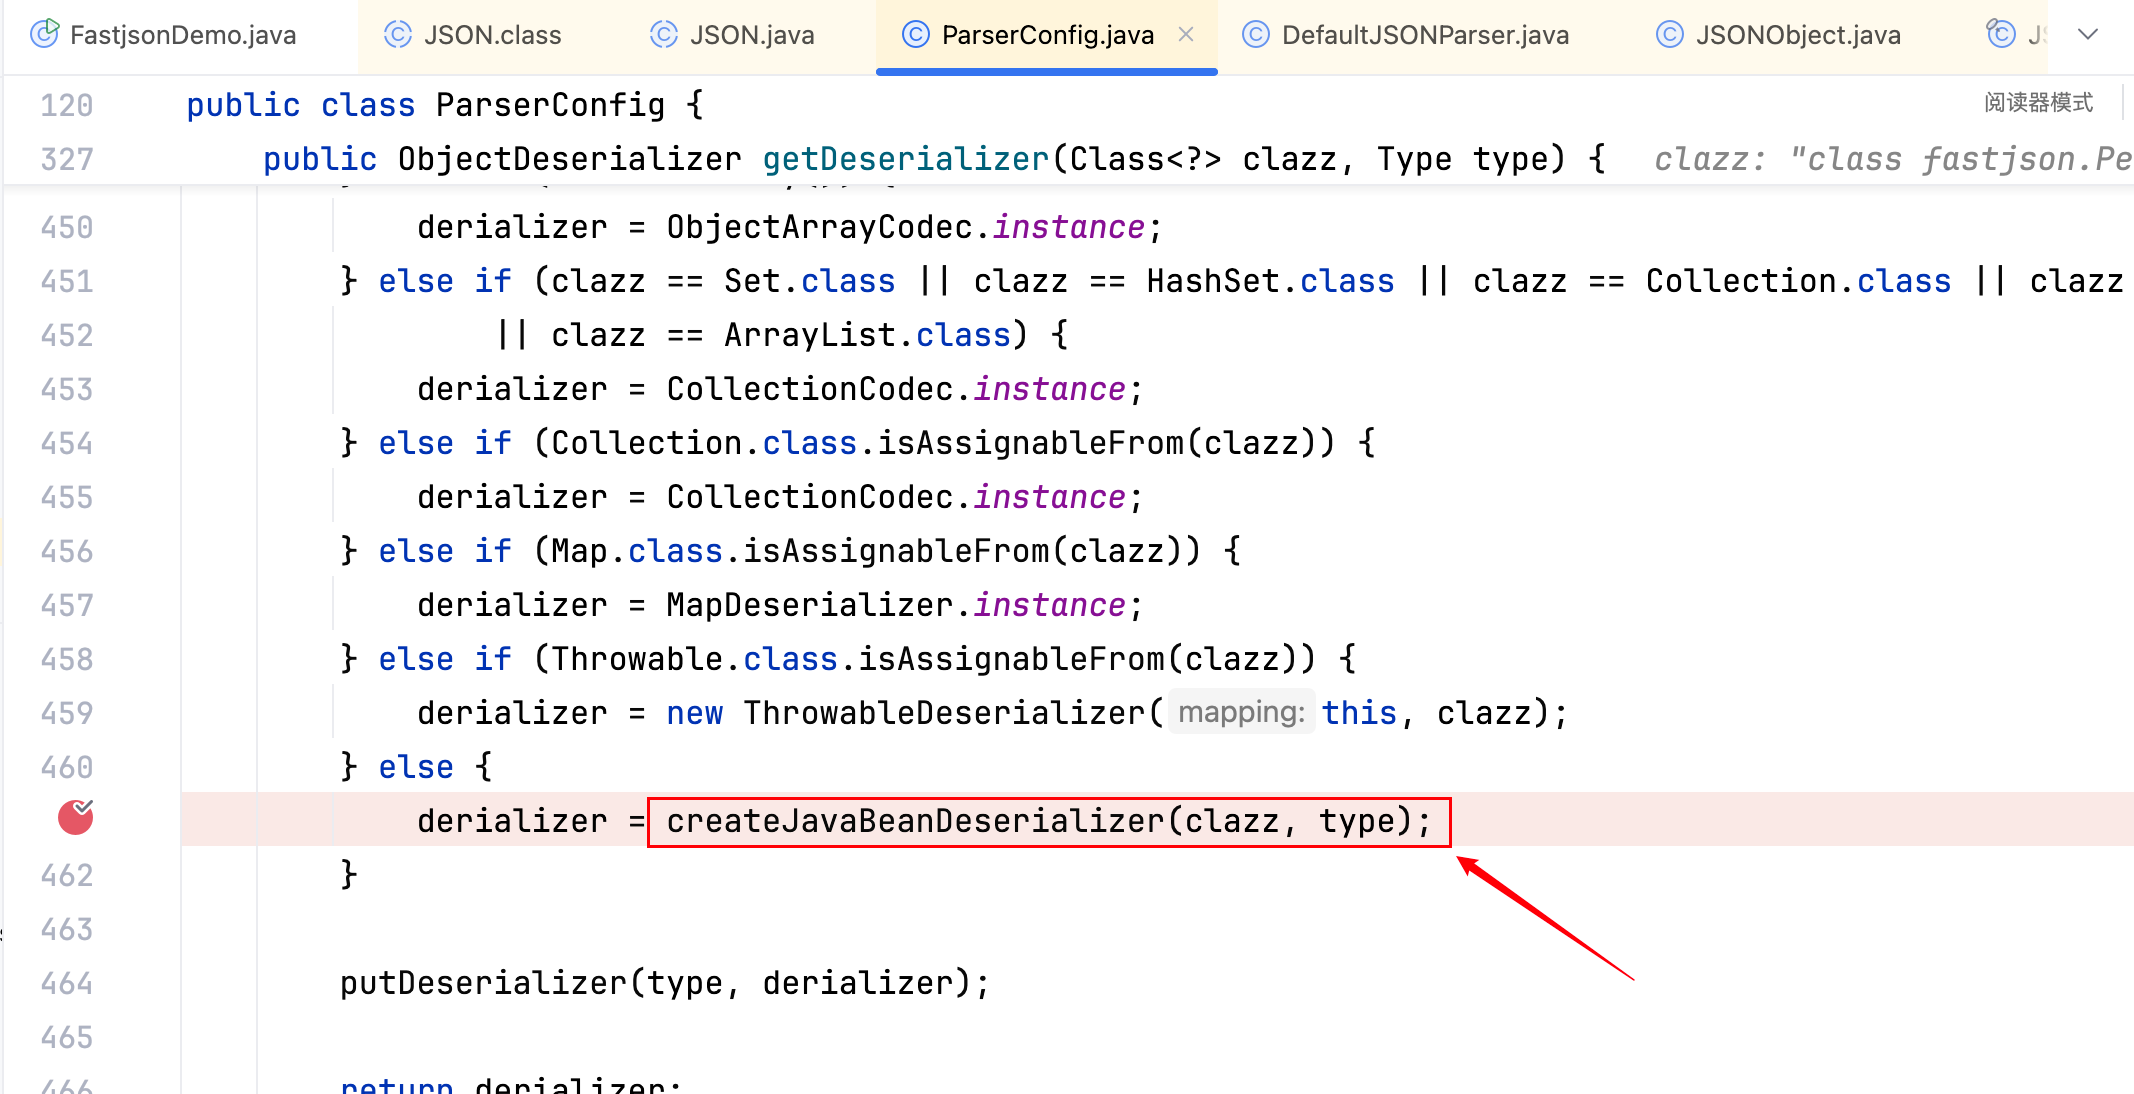 FastjsonDemo.java JSON.class JSON.java ParserConfig.java DefaultJSONParser.java JSONObject.java
120 public class ParserConfig { 阅读器模式
327 public ObjectDeserializer getDeserializer(Class<?> clazz, Type type) { clazz: "class fastjson.Pe
450 derializer = ObjectArrayCodec.instance;
451 } else if (clazz == Set.class || clazz == HashSet.class || clazz == Collection.class || clazz
452 || clazz == ArrayList.class) {
453 derializer = CollectionCodec.instance;
454 } else if (Collection.class.isAssignableFrom(clazz)) {
455 derializer = CollectionCodec.instance;
456 } else if (Map.class.isAssignableFrom(clazz)) {
457 derializer = MapDeserializer.instance;
458 } else if (Throwable.class.isAssignableFrom(clazz)) {
459 derializer = new ThrowableDeserializer( mapping: this, clazz);
460 } else {
derializer = createJavaBeanDeserializer(clazz, type);
462 }
463
464 putDeserializer(type, derializer);
465
466 return derializer;